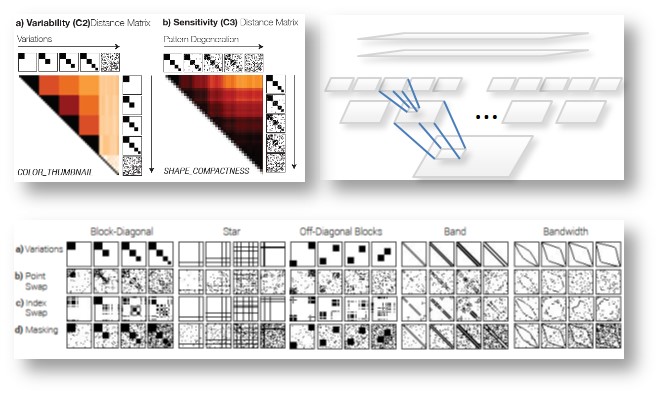 a) Variability (C2) Distance Matrix
Variations
COLOR_THUMBNAIL
b) Sensitivity (C3) Distance Matrix
Pattern Degeneration
SHAPE_COMPACTNESS
...
Block-Diagonal Star Off-Diagonal Blocks Band Bandwidth
a) Variations
b) Point
Swap
c) Index
Swap
d) Masking